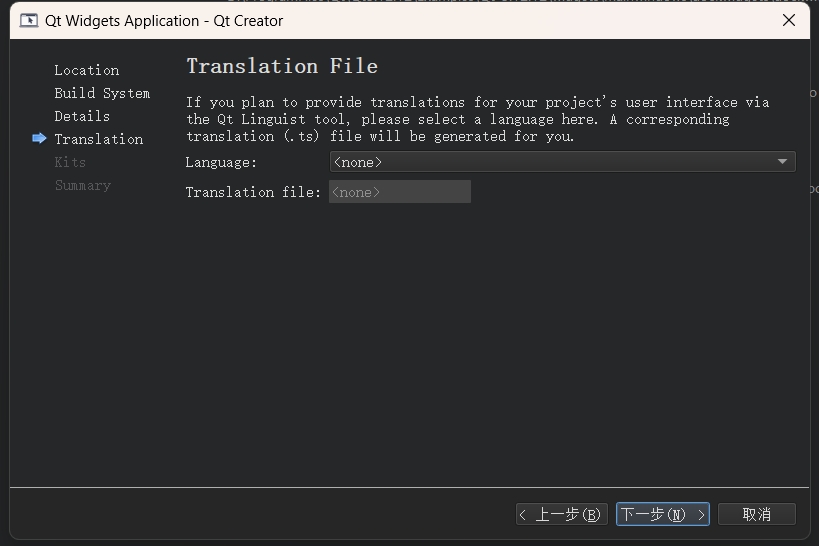 Qt Widgets Application - Qt Creator
Location
Build System
Details
Translation
Kits
Summary
Translation File
If you plan to provide translations for your project's user interface via
the Qt Linguist tool, please select a language here. A corresponding
translation (.ts) file will be generated for you.
Language: <none>
Translation file: <none>
< 上一步(B) 下一步(N) > 取消